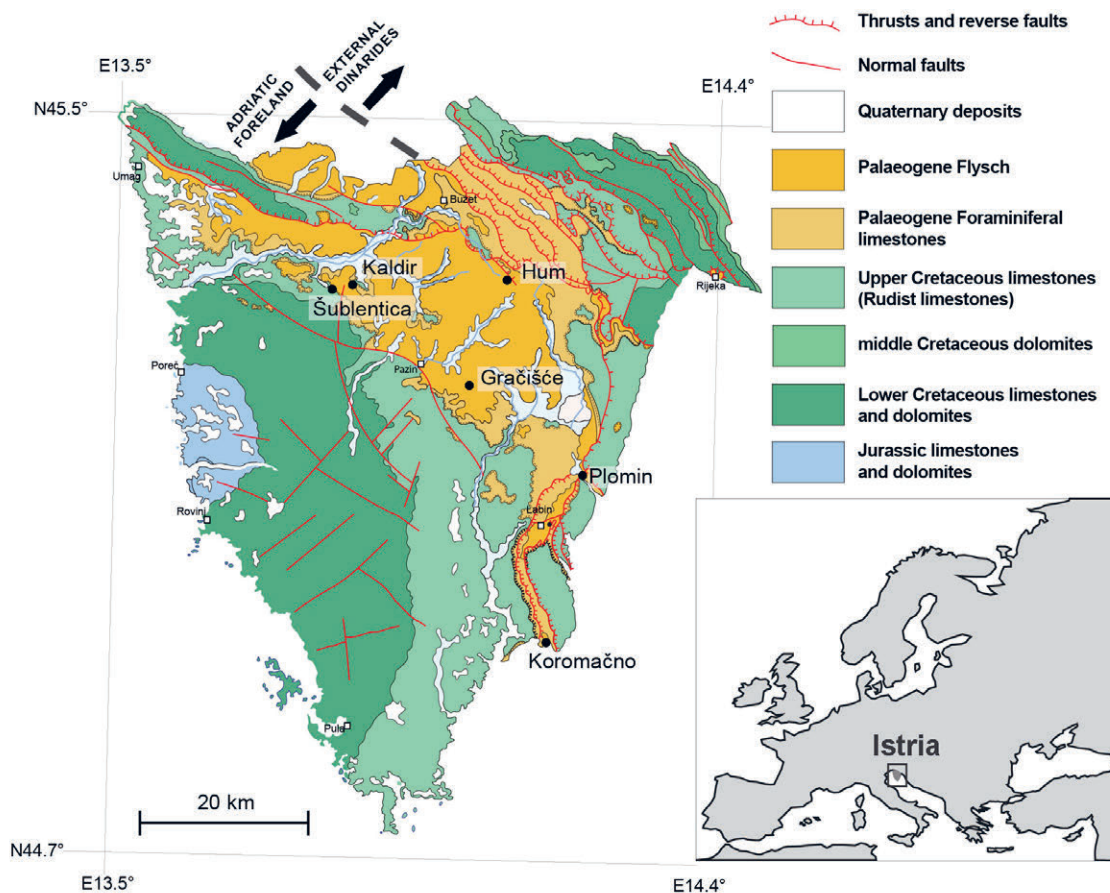 Thrusts and reverse faults
Normal faults
Quaternary deposits
Palaeogene Flysch
Palaeogene Foraminiferal
limestones
Upper Cretaceous limestones
(Rudist limestones)
middle Cretaceous dolomites
Lower Cretaceous limestones
and dolomites
Jurassic limestones
and dolomites
E13.5°
N45.5°
ADRIATIC
FORELAND
EXTERNAL
DINARIDES
E14.4°
Umag
Buzet
Kaldir
Hum
Šublentica
Rijeka
Poreč
Pazin
Gračišće
Plomin
Rovinj
Labin
Koromačno
Pula
20 km
N44.7°
E13.5°
E14.4°
Istria